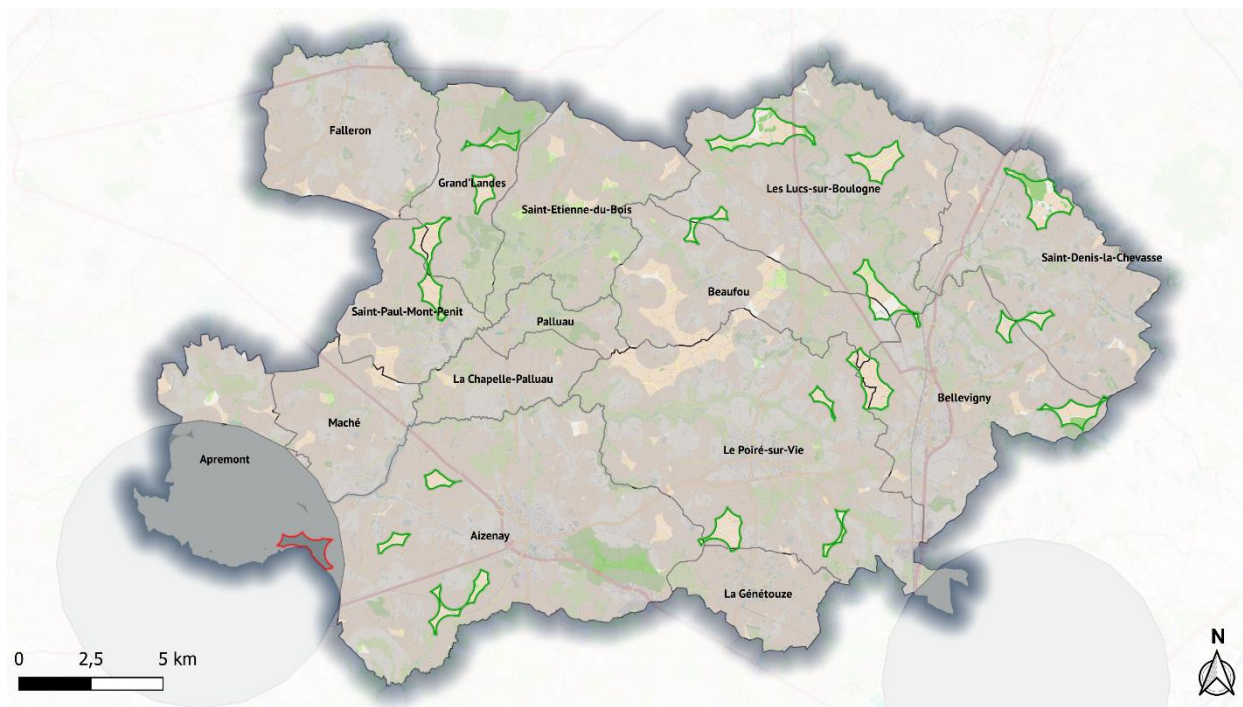 Falleron
Grand'Landes
Les Lucs-sur-Boulogne
Saint-Etienne-du-Bois
Saint-Denis-la-Chevasse
Beaufou
Saint-Paul-Mont-Penit
Palluau
La Chapelle-Palluau
Bellevigny
Maché
Le Poiré-sur-Vie
Apremont
Aizenay
La Génétouze
N
0 2,5 5 km